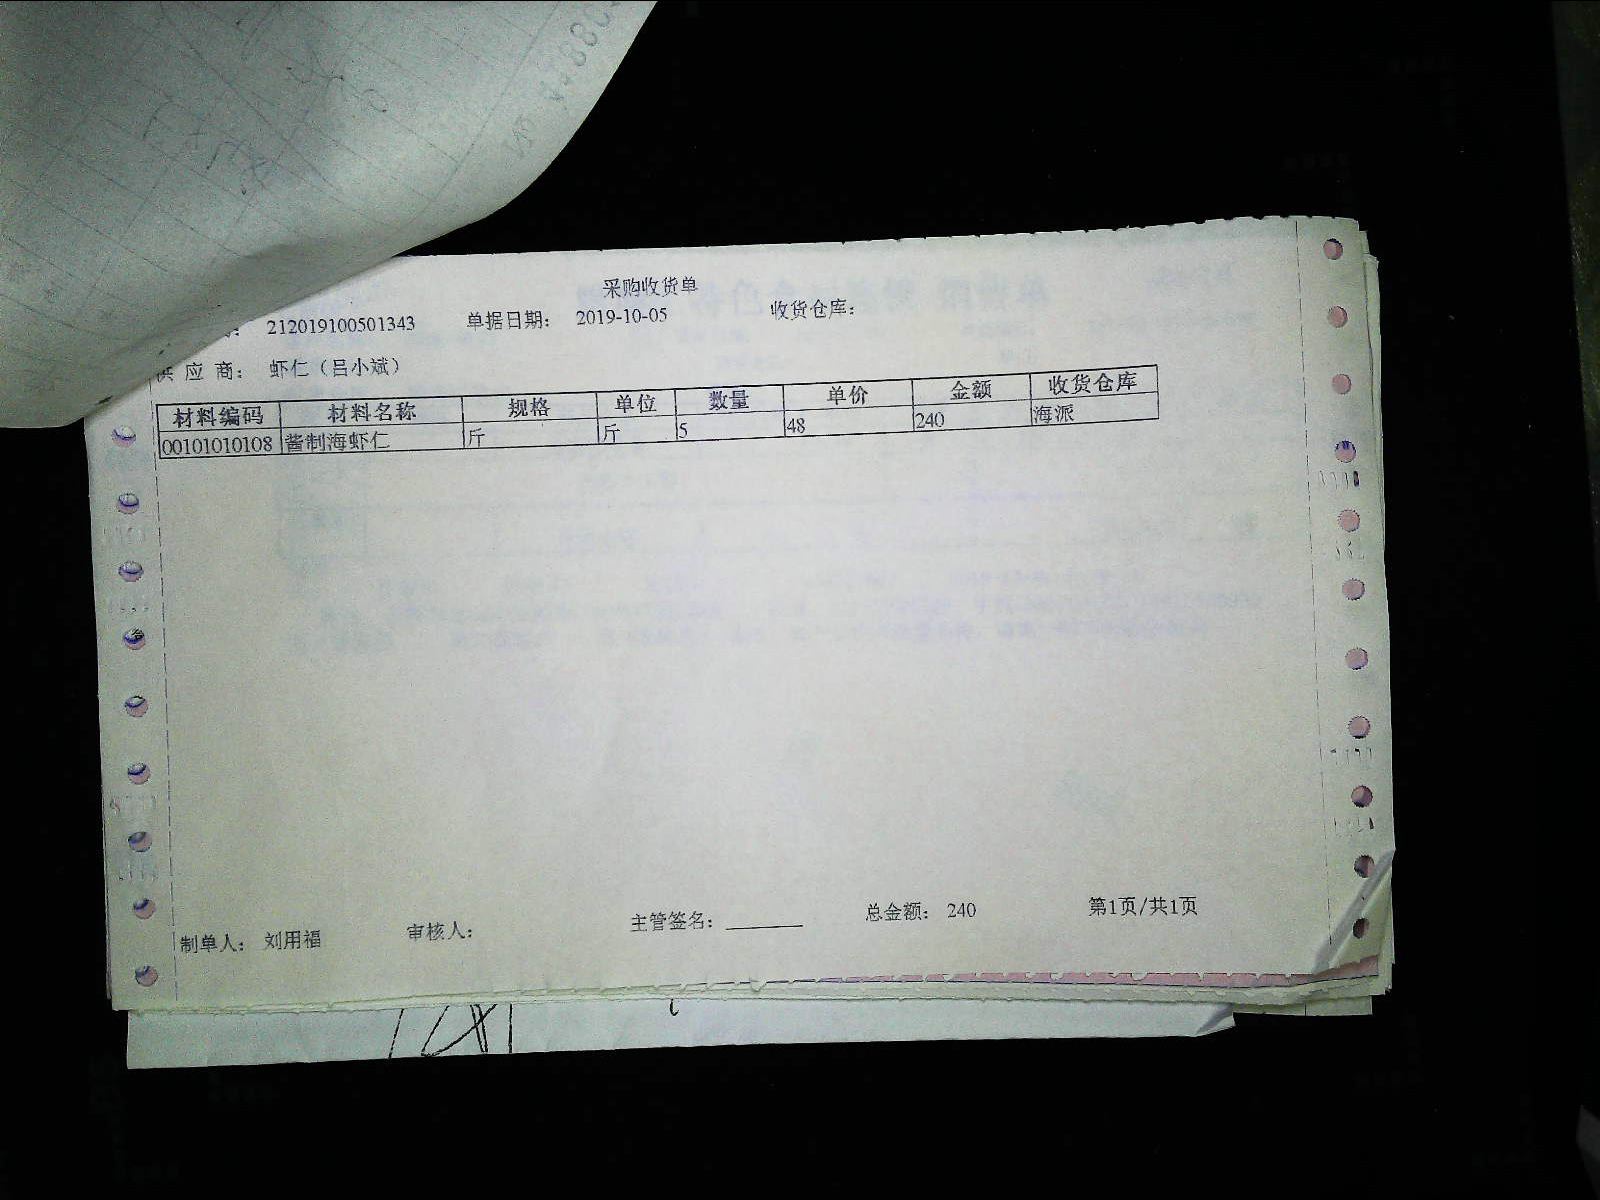 采购收货单
212019100501343 单据日期： 2019-10-05 收货仓库：
供 应 商： 虾仁（吕小斌）
材料编码 材料名称 规格 单位 数量 单价 金额 收货仓库
00101010108 酱制海虾仁 斤 斤 5 48 240 海派
制单人： 刘用福 审核人： 主管签名： ________ 总金额： 240 第1页/共1页